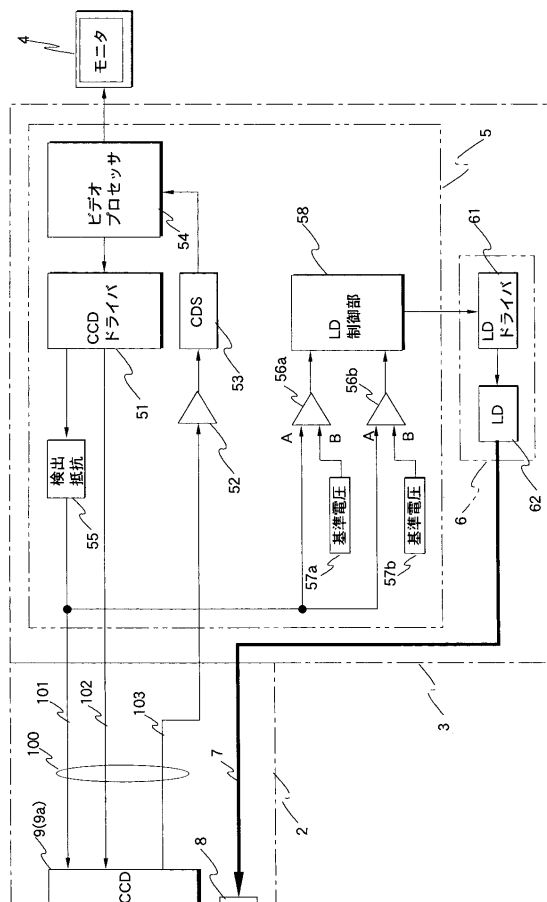 モニタ
4
ビデオ
プロセッサ
54
CCD
ドライバ
51
CDS
53
52
検出
抵抗
55
LD
制御部
58
56a
56b
A
B
A
B
基準電圧
57a
基準電圧
57b
5
61
LD
ドライバ
LD
62
6
101
102
103
100
9(9a)
CCD
7
8
2
3